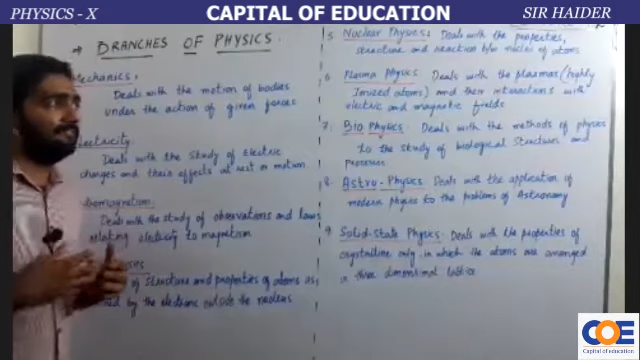 PHYSICS - X
CAPITAL OF EDUCATION
SIR HAIDER
→ BRANCHES OF PHYSICS.
Mechanics.
Deals with the motion of bodies
under the action of given forces
lectricity
Deals with the study of Electric
charges and their effects at rest or motion.
tromagnetism
Deals with the study of observations and laws
relating electricity to magnetism
of structure and properties of atoms as
by the electrons outside the nucleus
5 Nuclear Physics: Deals with the properties,
structure and reaction b/w nuclei of atom
6. Plasma Physics: Deals with the plasmas (highly
Ionized atoms) and their interactions with
electric and magnetic fields
7. Bio Physics. Deals with the methods of physics
to the study of biological structures and
processes
8. Astro-Physics: Deals with the application of
modern physics to the problems of Astronomy
9 Solid-State Physics: Deals with the properties of
crystalline only in which the atoms are arranged
in three dimensional lattice
COE
Capital of education